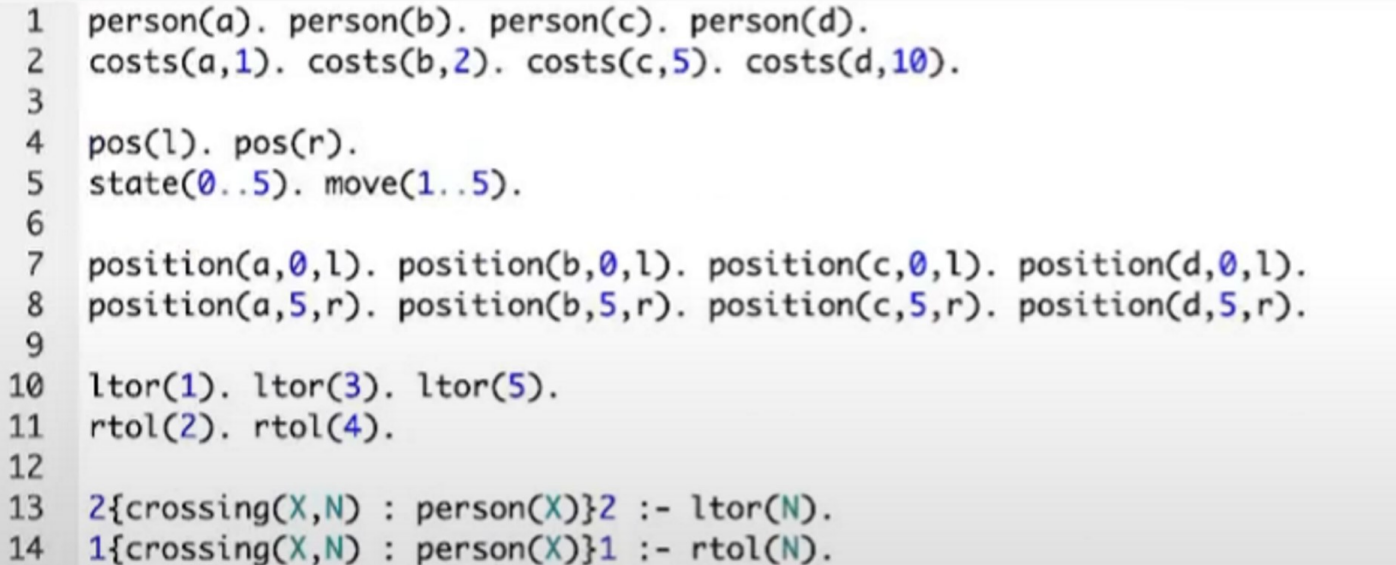 1 person(a). person(b). person(c). person(d).
2 costs(a,1). costs(b,2). costs(c,5). costs(d,10).
3
4 pos(l). pos(r).
5 state(0..5). move(1..5).
6
7 position(a,0,l). position(b,0,l). position(c,0,l). position(d,0,l).
8 position(a,5,r). position(b,5,r). position(c,5,r). position(d,5,r).
9
10 ltor(1). ltor(3). ltor(5).
11 rtol(2). rtol(4).
12
13 2{crossing(X,N) : person(X)}2 :- ltor(N).
14 1{crossing(X,N) : person(X)}1 :- rtol(N).